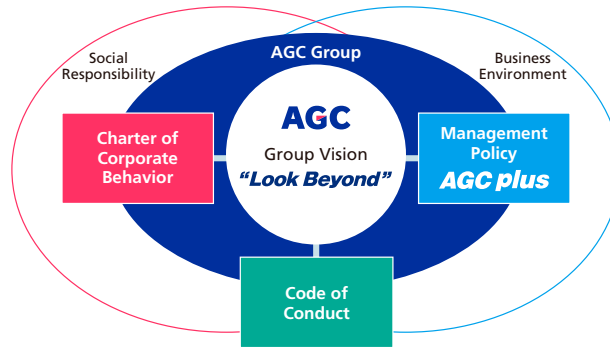 AGC Group
Social
Responsibility
Business
Environment
AGC
Group Vision
“Look Beyond”
Charter of
Corporate
Behavior
Management
Policy
AGC plus
Code of
Conduct